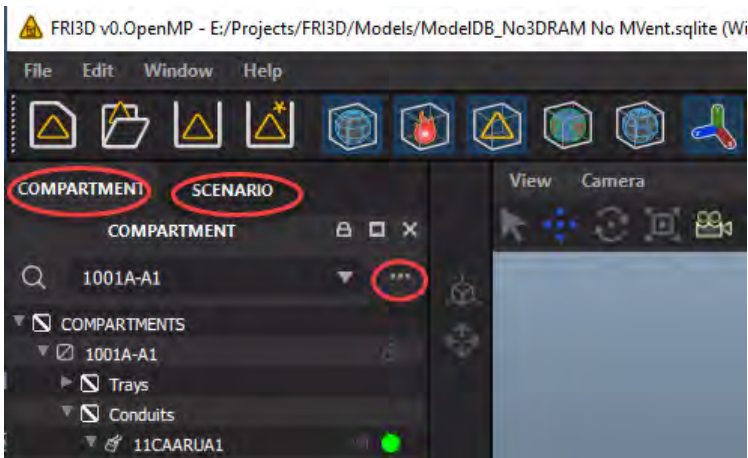 FRI3D v0.OpenMP - E:/Projects/FRI3D/Models/ModelDB_No3DRAM No MVent.sqlite (Wi
File Edit Window Help
COMPARTMENT SCENARIO
View Camera
COMPARTMENT
1001A-A1
COMPARTMENTS
1001A-A1
Trays
Conduits
11CAARUA1